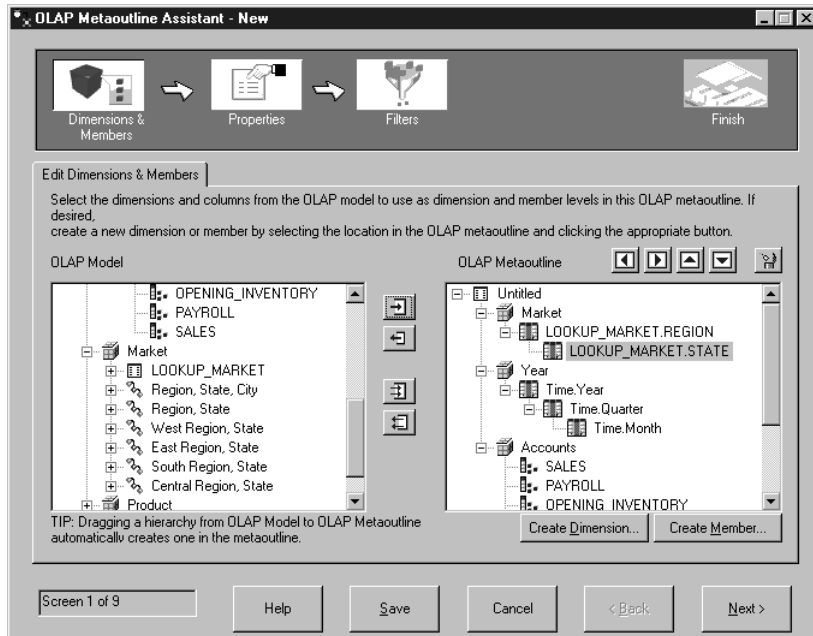 OLAP Metaoutline Assistant - New
Dimensions &
Members
Properties
Filters
Finish
Edit Dimensions & Members
Select the dimensions and columns from the OLAP model to use as dimension and member levels in this OLAP metaoutline. If
desired,
create a new dimension or member by selecting the location in the OLAP metaoutline and clicking the appropriate button.
OLAP Model
OPENING_INVENTORY
PAYROLL
SALES
Market
LOOKUP_MARKET
Region, State, City
Region, State
West Region, State
East Region, State
South Region, State
Central Region, State
Product
TIP: Dragging a hierarchy from OLAP Model to OLAP Metaoutline
automatically creates one in the metaoutline.
OLAP Metaoutline
Untitled
Market
LOOKUP_MARKET.REGION
LOOKUP_MARKET.STATE
Year
Time.Year
Time.Quarter
Time.Month
Accounts
SALES
PAYROLL
OPENING_INVENTORY
Create Dimension...
Create Member...
Screen 1 of 9
Help
Save
Cancel
< Back
Next >